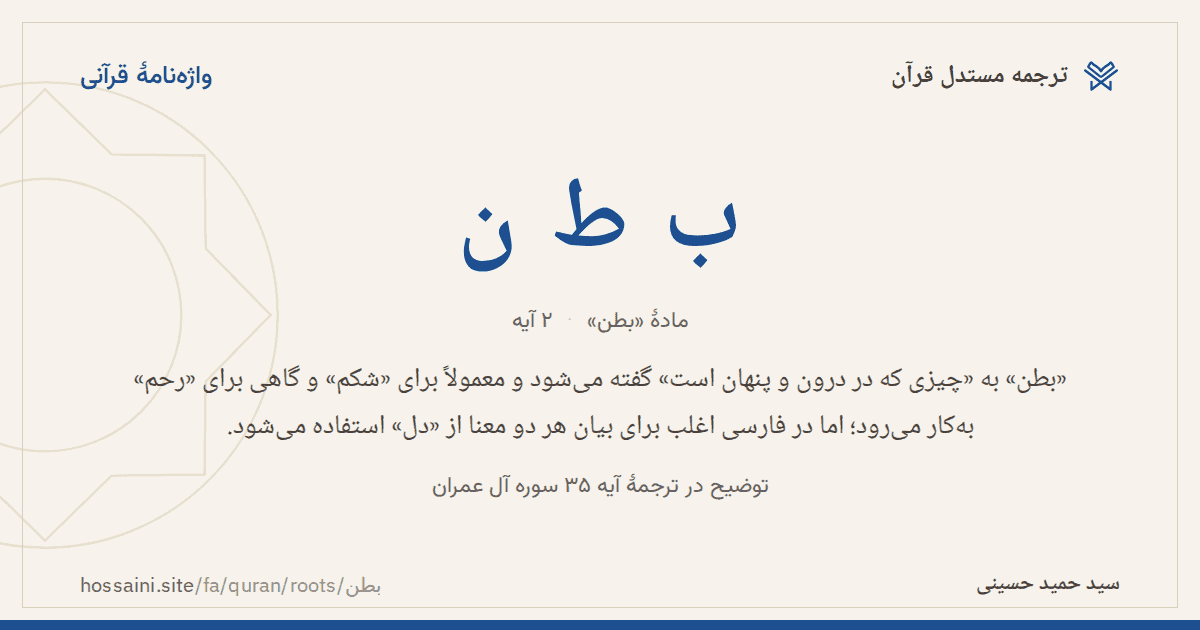 ترجمه مستدل قرآن
واژه‌نامهٔ قرآنی
ب ط ن
مادهٔ «بطن» · ۲ آیه
«بطن» به «چیزی که در درون و پنهان است» گفته می‌شود و معمولاً برای «شکم» و گاهی برای «رحم»
به‌کار می‌رود؛ اما در فارسی اغلب برای بیان هر دو معنا از «دل» استفاده می‌شود.
توضیح در ترجمهٔ آیه ۳۵ سوره آل عمران
سید حمید حسینی
hossaini.site/fa/quran/roots/بطن